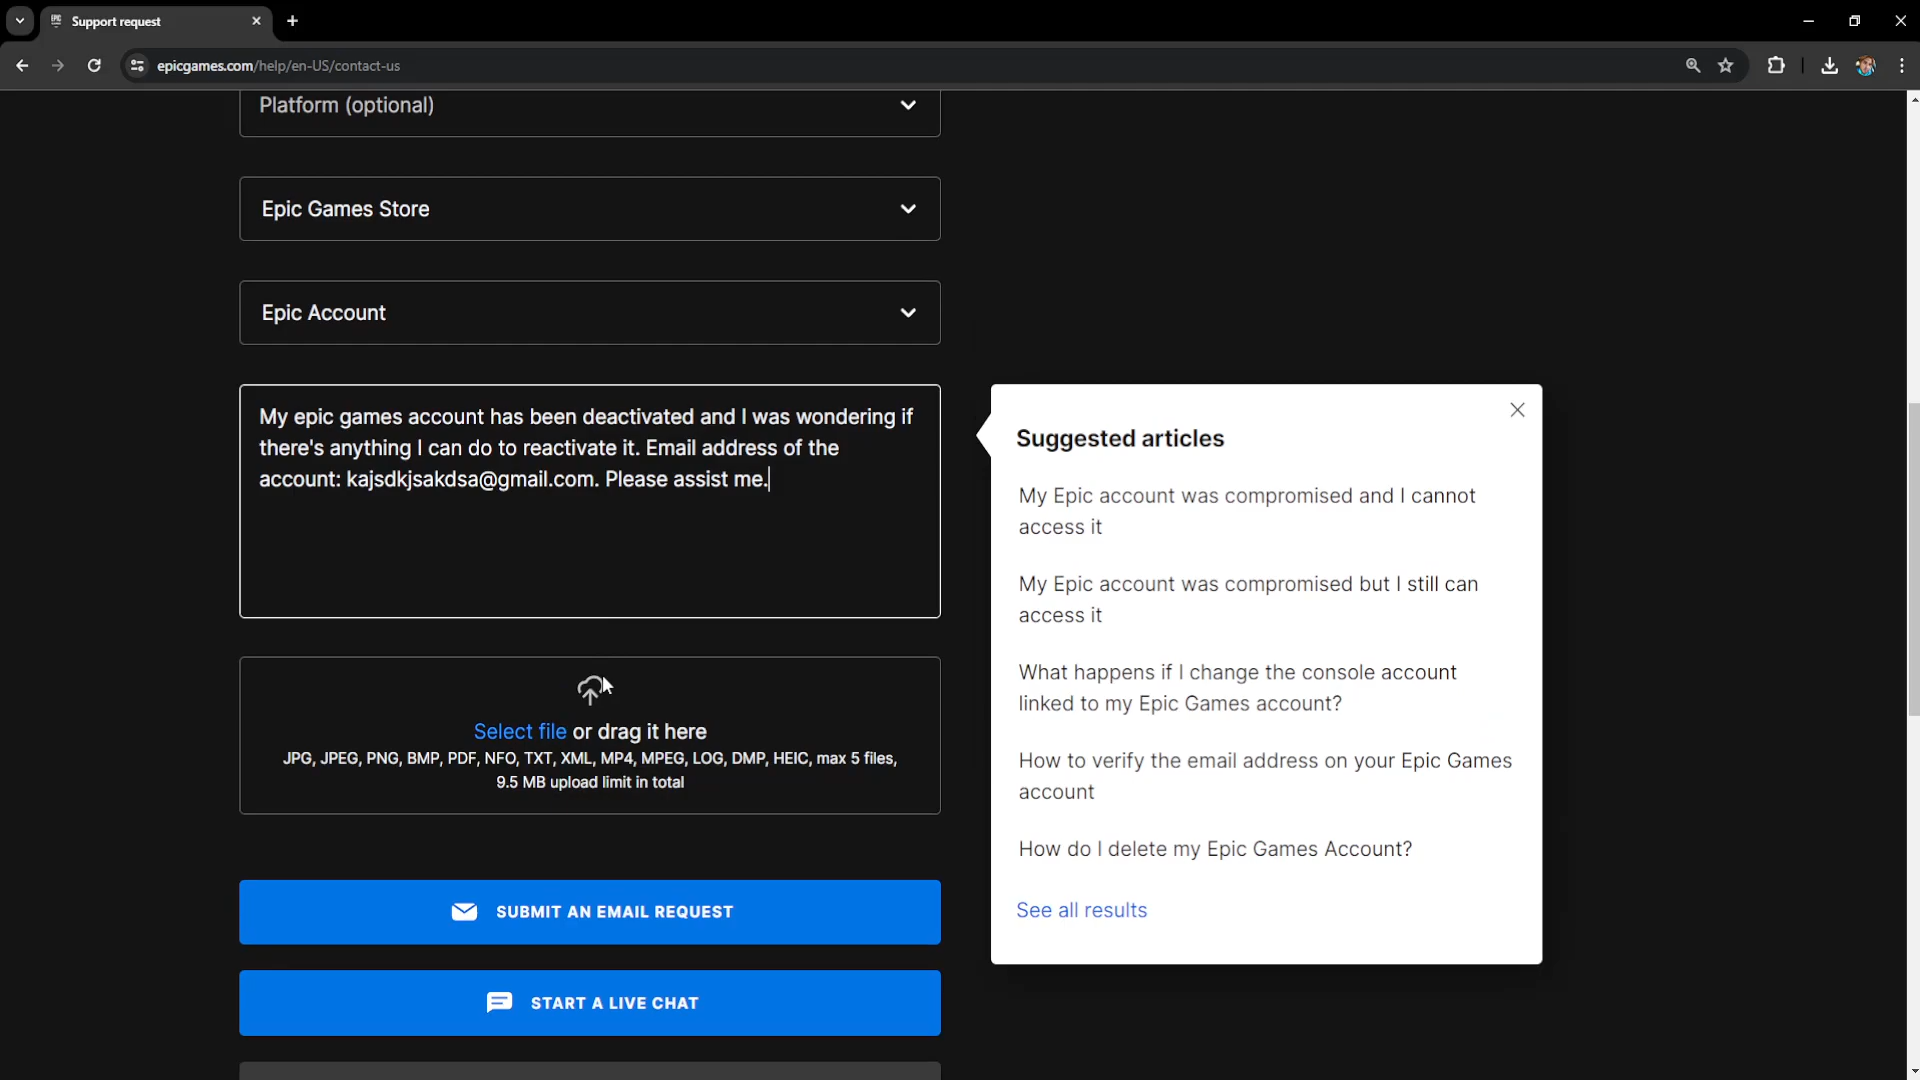 Support request
epicgames.com/help/en-US/contact-us
Platform (optional)
Epic Games Store
Epic Account
My epic games account has been deactivated and I was wondering if
there's anything I can do to reactivate it. Email address of the
account: kajsdkjsakdsa@gmail.com. Please assist me.
Select file or drag it here
JPG, JPEG, PNG, BMP, PDF, NFO, TXT, XML, MP4, MPEG, LOG, DMP, HEIC, max 5 files,
9.5 MB upload limit in total
SUBMIT AN EMAIL REQUEST
START A LIVE CHAT
Suggested articles
My Epic account was compromised and I cannot
access it
My Epic account was compromised but I still can
access it
What happens if I change the console account
linked to my Epic Games account?
How to verify the email address on your Epic Games
account
How do I delete my Epic Games Account?
See all results